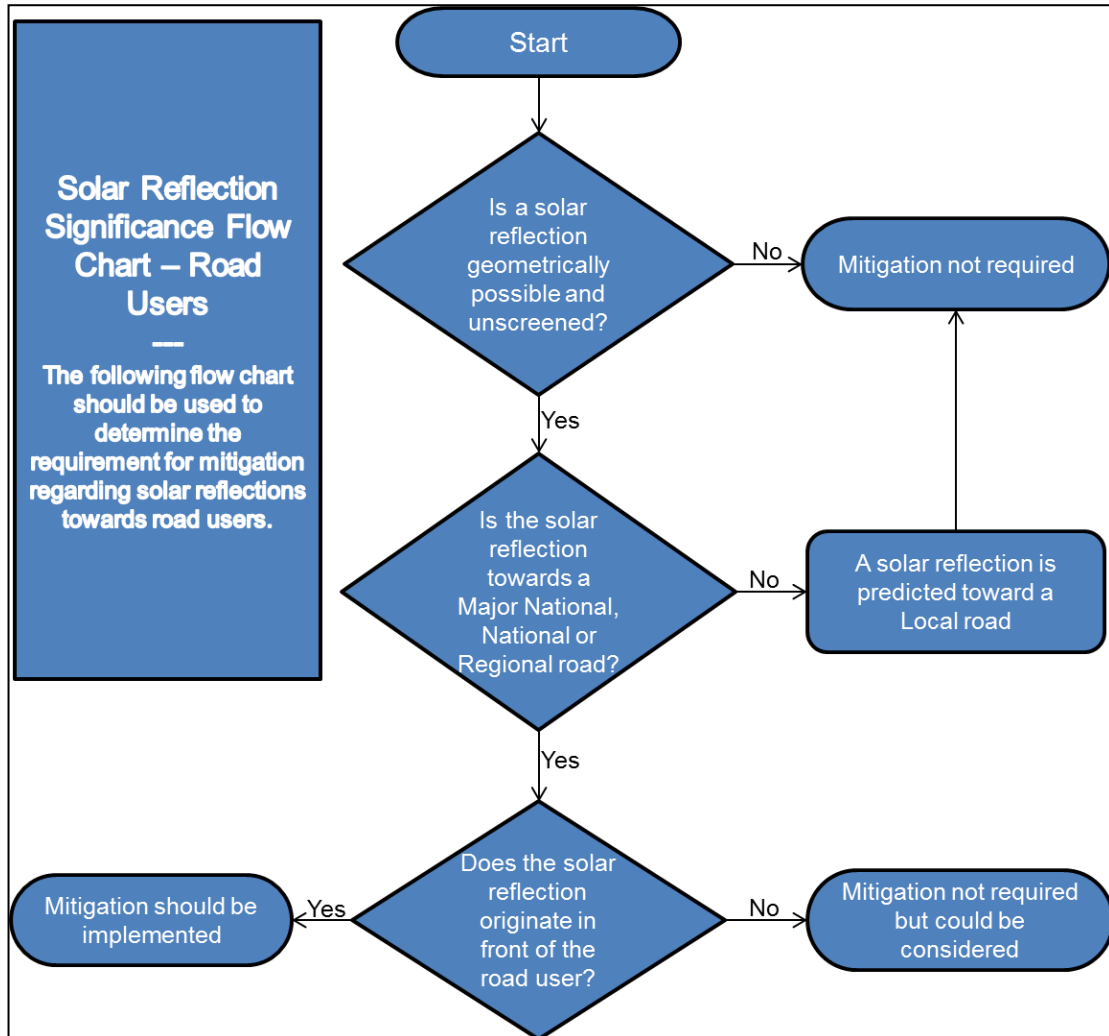 Start
Solar Reflection
Significance Flow
Chart – Road
Users
---
The following flow chart
should be used to
determine the
requirement for mitigation
regarding solar reflections
towards road users.
Is a solar
reflection
geometrically
possible and
unscreened?
No
Mitigation not required
Yes
Is the solar
reflection
towards a
Major National,
National or
Regional road?
No
A solar reflection is
predicted toward a
Local road
Yes
Does the solar
reflection
originate in
front of the
road user?
Yes
Mitigation should be
implemented
No
Mitigation not required
but could be
considered